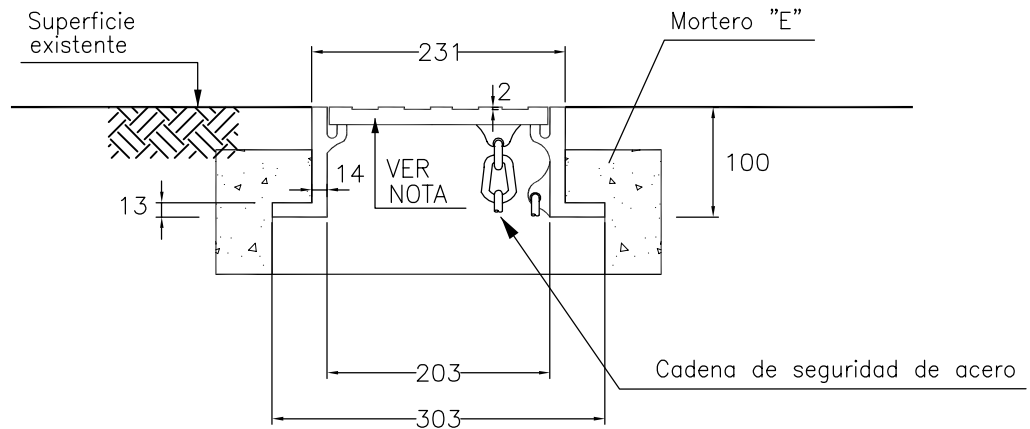 Superficie
existente
231
Mortero "E"
2
VER
NOTA
14
100
13
203
Cadena de seguridad de acero
303